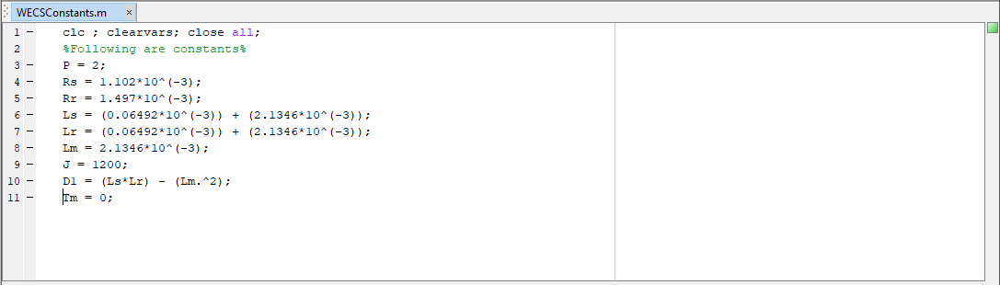 WECSConstants.m ×
1 – clc ; clearvars; close all;
2 %Following are constants%
3 – P = 2;
4 – Rs = 1.102*10^(-3);
5 – Rr = 1.497*10^(-3);
6 – Ls = (0.06492*10^(-3)) + (2.1346*10^(-3));
7 – Lr = (0.06492*10^(-3)) + (2.1346*10^(-3));
8 – Lm = 2.1346*10^(-3);
9 – J = 1200;
10 – D1 = (Ls*Lr) - (Lm.^2);
11 – Tm = 0;